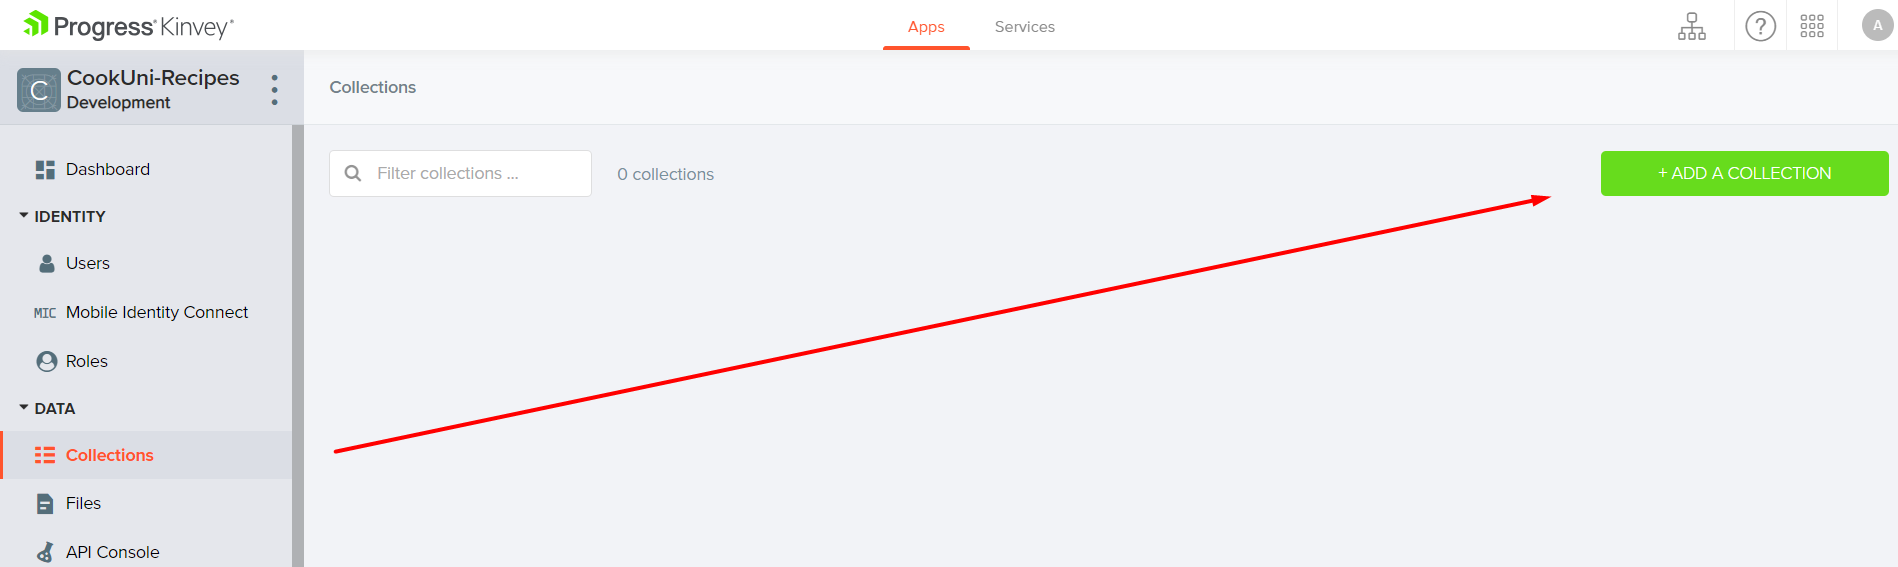 Progress® Kinvey®
Apps
Services
?
A
C
CookUni-Recipes
Development
Collections
Filter collections ...
0 collections
+ ADD A COLLECTION
Dashboard
IDENTITY
Users
MIC Mobile Identity Connect
Roles
DATA
Collections
Files
API Console